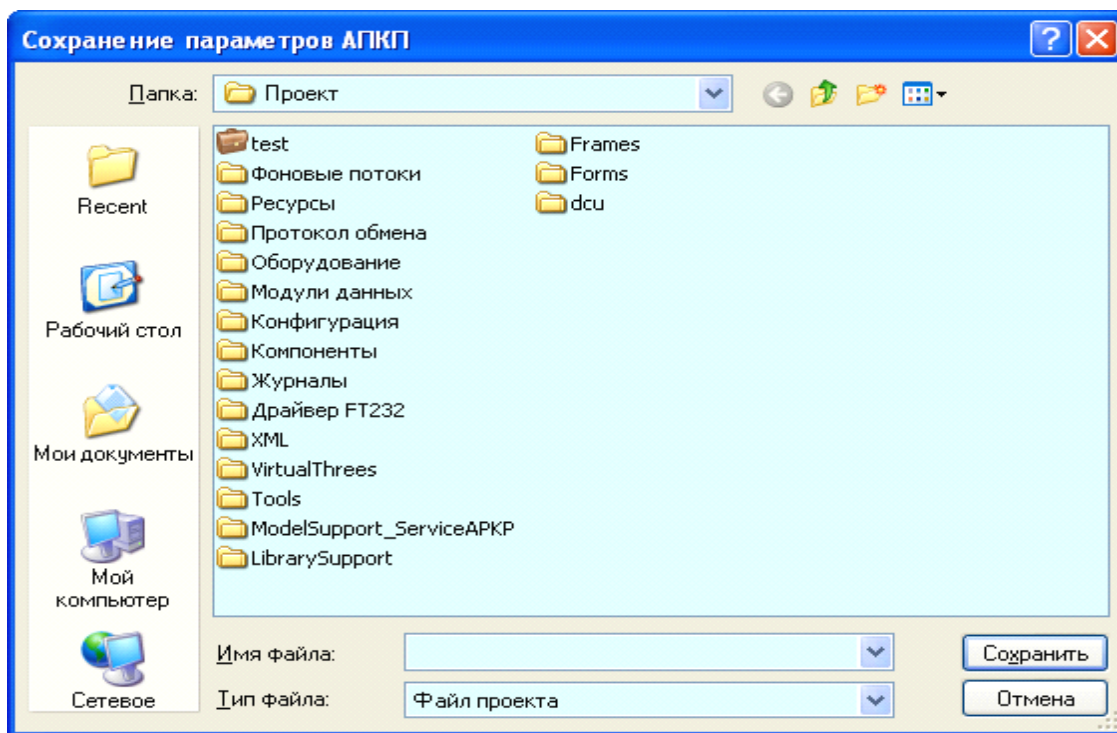 Сохранение параметров АПКП
Папка: Проект
Recent
Рабочий стол
Мои документы
Мой
компьютер
Сетевое
test
Фоновые потоки
Ресурсы
Протокол обмена
Оборудование
Модули данных
Конфигурация
Компоненты
Журналы
Драйвер FT232
XML
VirtualThrees
Tools
ModelSupport_ServiceAPKP
LibrarySupport
Frames
Forms
dcu
Имя файла:
Сохранить
Тип файла: Файл проекта
Отмена